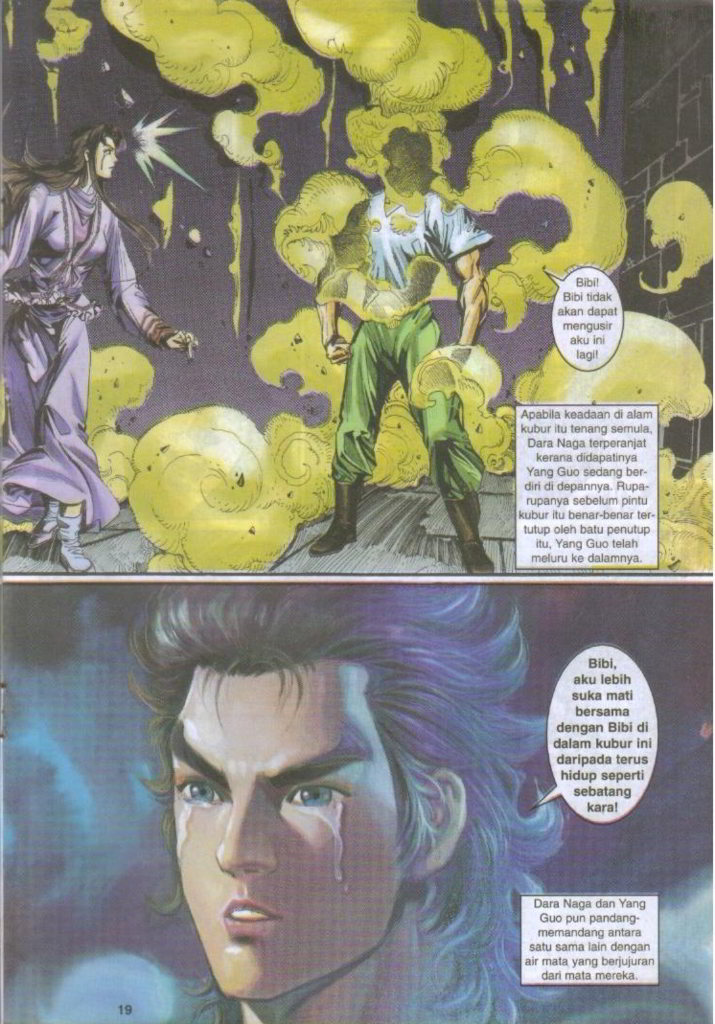 Bibi!
Bibi tidak
akan dapat
mengusir
aku ini
lagi!
Apabila keadaan di alam
kubur itu tenang semula,
Dara Naga terperanjat
kerana didapatinya
Yang Guo sedang ber-
diri di depannya. Rupa-
rupanya sebelum pintu
kubur itu benar-benar ter-
tutup oleh batu penutup
itu, Yang Guo telah
meluru ke dalamnya.
Bibi,
aku lebih
suka mati
bersama
dengan Bibi di
dalam kubur ini
daripada terus
hidup seperti
sebatang
kara!
Dara Naga dan Yang
Guo pun pandang-
memandang antara
satu sama lain dengan
air mata yang berjujuran
dari mata mereka.
19